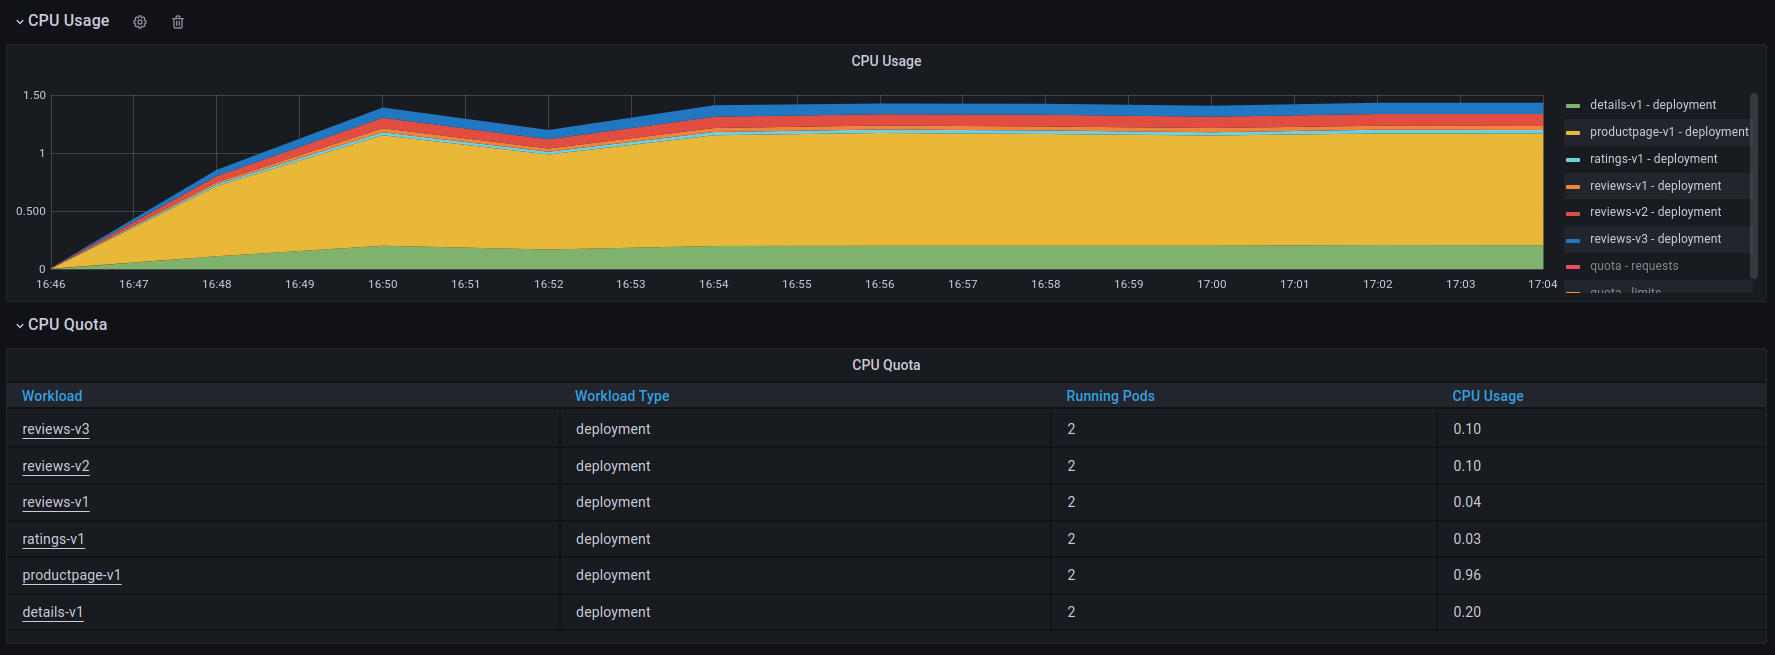 CPU Usage
CPU Usage
1.50
1
0.500
0
16:46 16:47 16:48 16:49 16:50 16:51 16:52 16:53 16:54 16:55 16:56 16:57 16:58 16:59 17:00 17:01 17:02 17:03 17:04
details-v1 - deployment
productpage-v1 - deployment
ratings-v1 - deployment
reviews-v1 - deployment
reviews-v2 - deployment
reviews-v3 - deployment
quota - requests
quota - limits
CPU Quota
CPU Quota
Workload Workload Type Running Pods CPU Usage
reviews-v3 deployment 2 0.10
reviews-v2 deployment 2 0.10
reviews-v1 deployment 2 0.04
ratings-v1 deployment 2 0.03
productpage-v1 deployment 2 0.96
details-v1 deployment 2 0.20